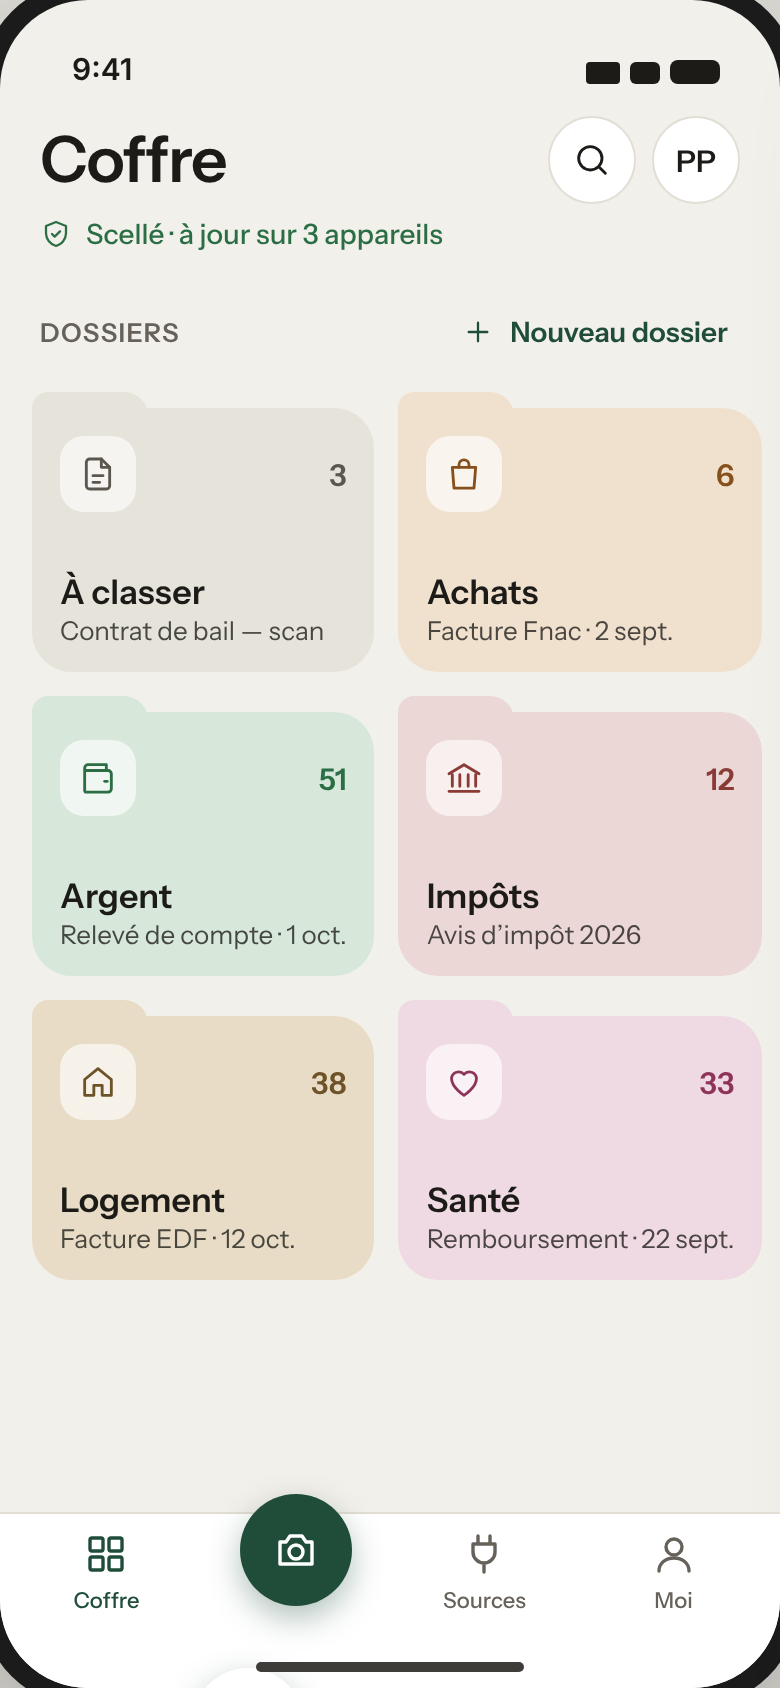 9:41
Coffre
PP
Scellé · à jour sur 3 appareils
DOSSIERS
Nouveau dossier
3
À classer
Contrat de bail — scan
6
Achats
Facture Fnac · 2 sept.
51
Argent
Relevé de compte · 1 oct.
12
Impôts
Avis d’impôt 2026
38
Logement
Facture EDF · 12 oct.
33
Santé
Remboursement · 22 sept.
Coffre
Sources
Moi